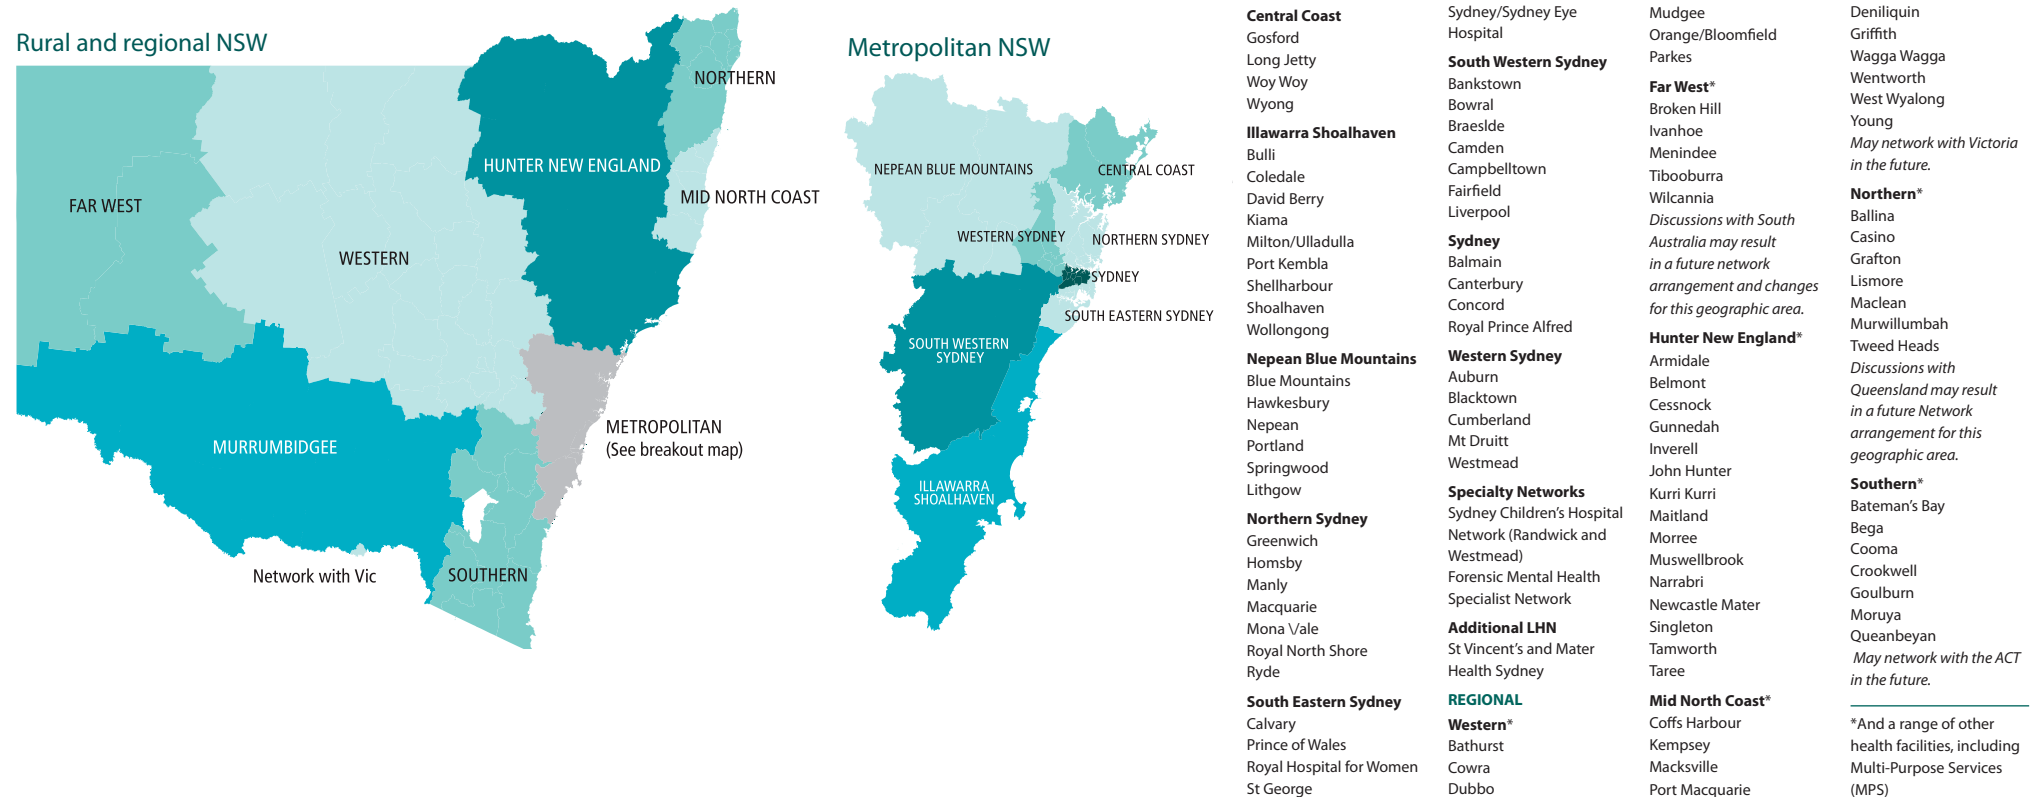 Rural and regional NSW
NORTHERN
HUNTER NEW ENGLAND
MID NORTH COAST
FAR WEST
WESTERN
METROPOLITAN
(See breakout map)
MURRUMBIDGEE
SOUTHERN
Network with Vic
Metropolitan NSW
NEPEAN BLUE MOUNTAINS
CENTRAL COAST
WESTERN SYDNEY
NORTHERN SYDNEY
SYDNEY
SOUTH EASTERN SYDNEY
SOUTH WESTERN
SYDNEY
ILLAWARRA
SHOALHAVEN
Central Coast
Gosford
Long Jetty
Woy Woy
Wyong
Illawarra Shoalhaven
Bulli
Coledale
David Berry
Kiama
Milton/Ulladulla
Port Kembla
Shellharbour
Shoalhaven
Wollongong
Nepean Blue Mountains
Blue Mountains
Hawkesbury
Nepean
Portland
Springwood
Lithgow
Northern Sydney
Greenwich
Homsby
Manly
Macquarie
Mona \/ale
Royal North Shore
Ryde
South Eastern Sydney
Calvary
Prince of Wales
Royal Hospital for Women
St George
Sydney/Sydney Eye
Hospital
South Western Sydney
Bankstown
Bowral
Braeslde
Camden
Campbelltown
Fairfield
Liverpool
Sydney
Balmain
Canterbury
Concord
Royal Prince Alfred
Western Sydney
Auburn
Blacktown
Cumberland
Mt Druitt
Westmead
Specialty Networks
Sydney Children's Hospital
Network (Randwick and
Westmead)
Forensic Mental Health
Specialist Network
Additional LHN
St Vincent's and Mater
Health Sydney
REGIONAL
Western*
Bathurst
Cowra
Dubbo
Mudgee
Orange/Bloomfield
Parkes
Far West*
Broken Hill
Ivanhoe
Menindee
Tibooburra
Wilcannia
Discussions with South
Australia may result
in a future network
arrangement and changes
for this geographic area.
Hunter New England*
Armidale
Belmont
Cessnock
Gunnedah
Inverell
John Hunter
Kurri Kurri
Maitland
Morree
Muswellbrook
Narrabri
Newcastle Mater
Singleton
Tamworth
Taree
Mid North Coast*
Coffs Harbour
Kempsey
Macksville
Port Macquarie
Deniliquin
Griffith
Wagga Wagga
Wentworth
West Wyalong
Young
May network with Victoria
in the future.
Northern*
Ballina
Casino
Grafton
Lismore
Maclean
Murwillumbah
Tweed Heads
Discussions with
Queensland may result
in a future Network
arrangement for this
geographic area.
Southern*
Bateman's Bay
Bega
Cooma
Crookwell
Goulburn
Moruya
Queanbeyan
May network with the ACT
in the future.
*And a range of other
health facilities, including
Multi-Purpose Services
(MPS)